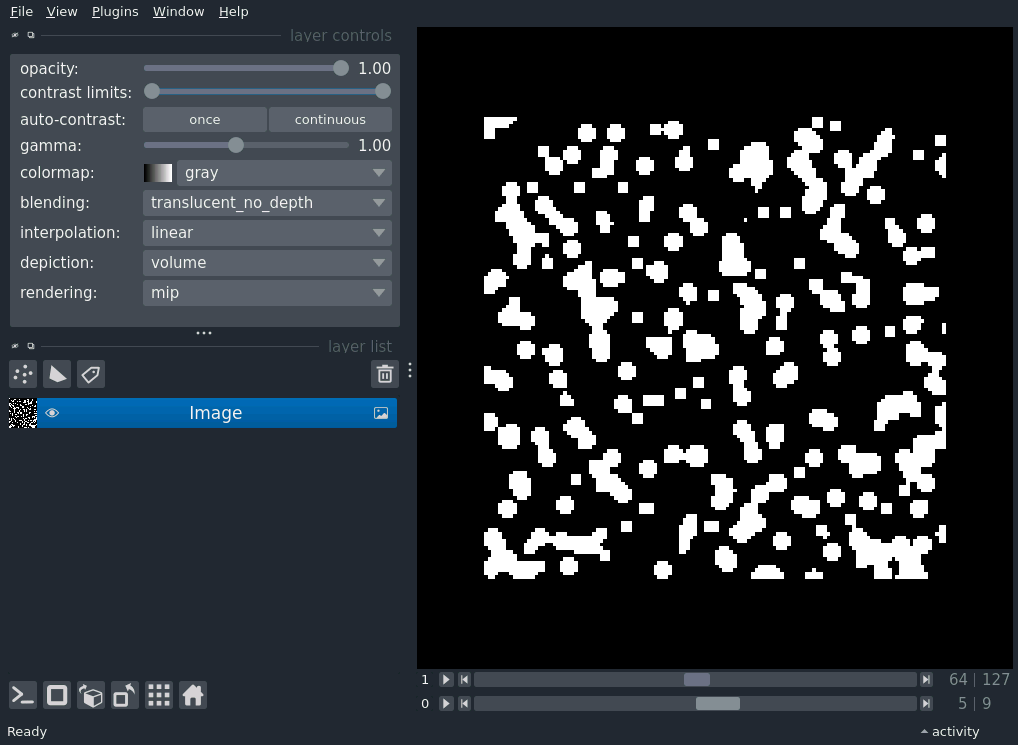 File View Plugins Window Help
layer controls
opacity: 1.00
contrast limits:
auto-contrast: once continuous
gamma: 1.00
colormap: gray
blending: translucent_no_depth
interpolation: linear
depiction: volume
rendering: mip
layer list
Image
1 64 | 127
0 5 | 9
Ready activity